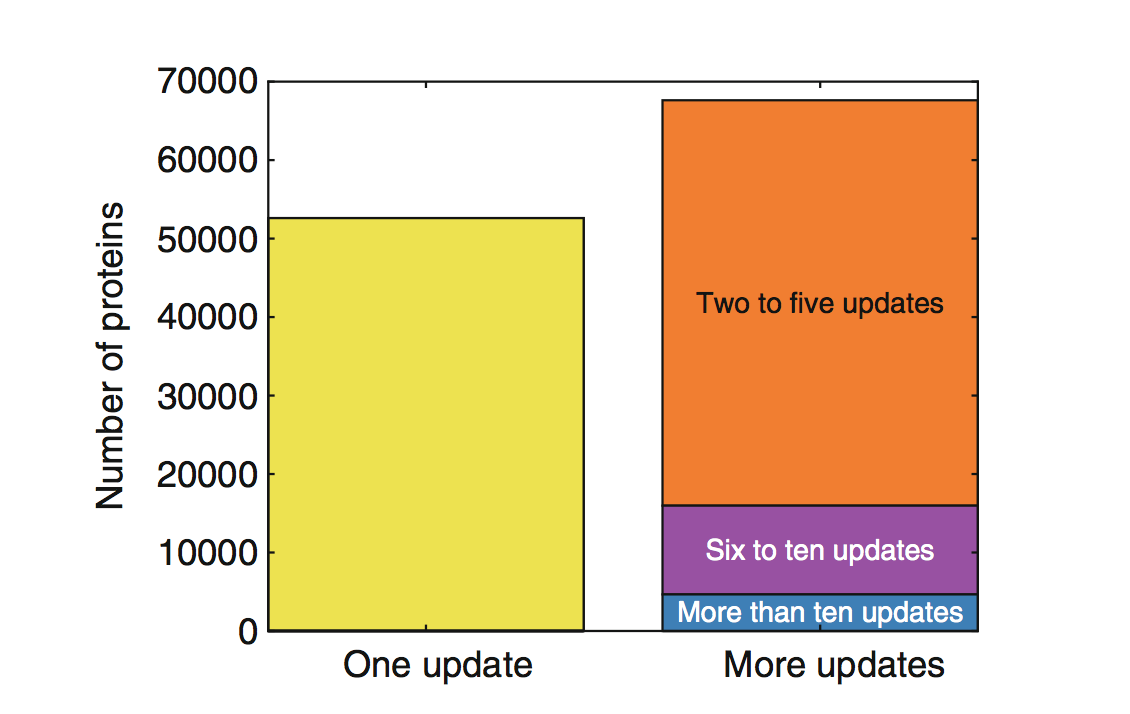 70000
60000
50000
40000
30000
20000
10000
0
Number of proteins
Two to five updates
Six to ten updates
More than ten updates
One update
More updates